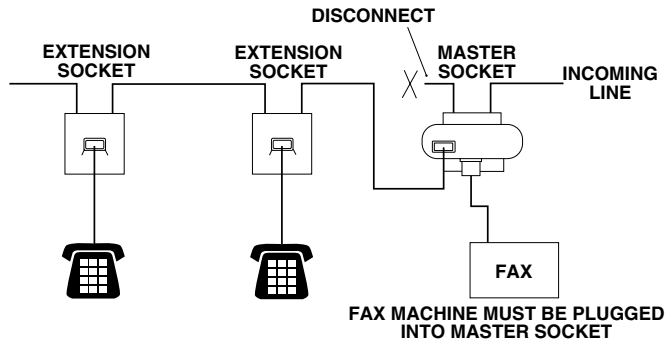 DISCONNECT
EXTENSION
SOCKET
EXTENSION
SOCKET
MASTER
SOCKET
INCOMING
LINE
FAX
FAX MACHINE MUST BE PLUGGED
INTO MASTER SOCKET